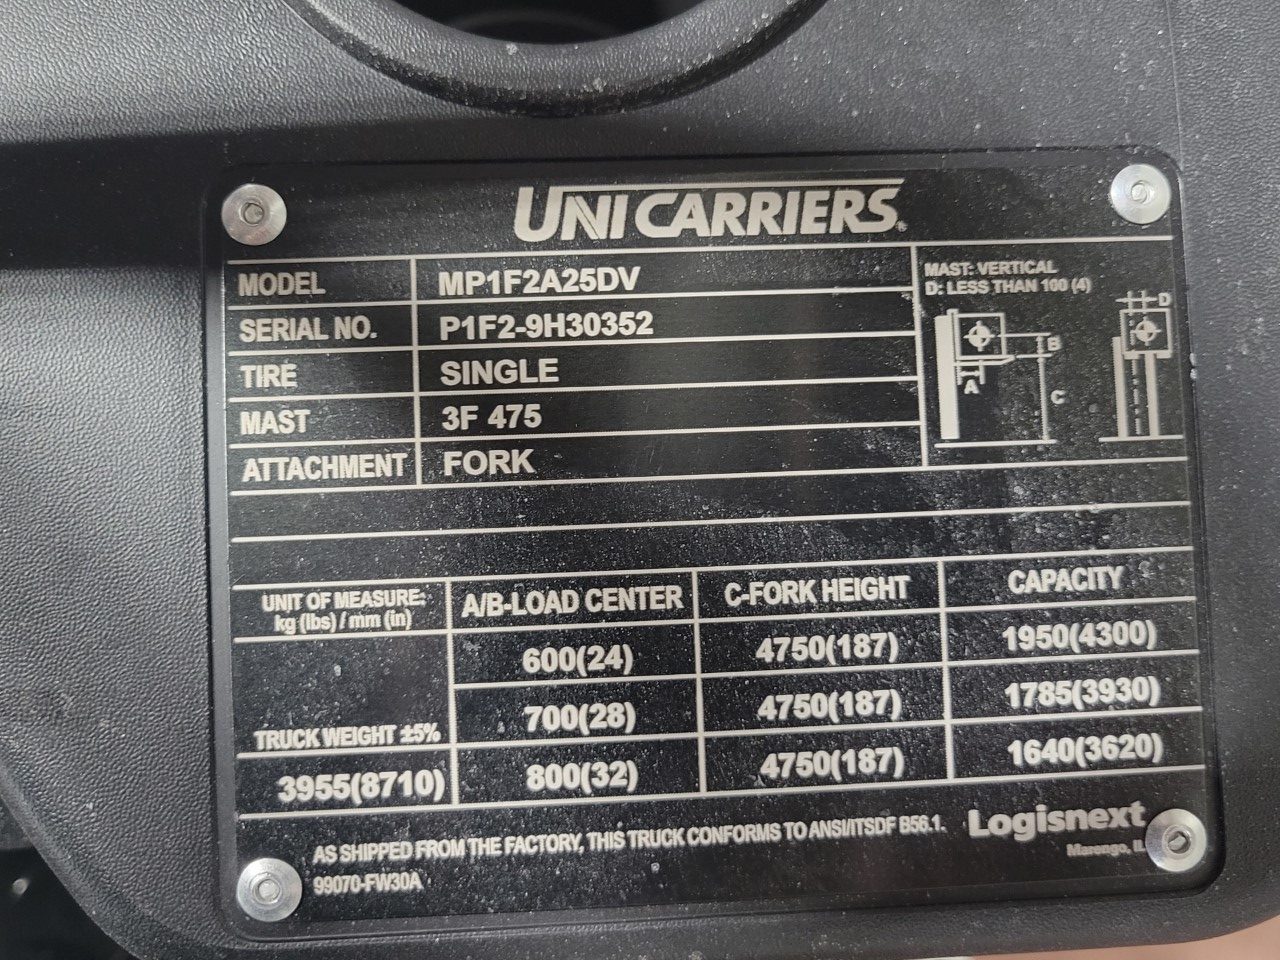 UNICARRIERS®
MODEL MP1F2A25DV
SERIAL NO. P1F2-9H30352
TIRE SINGLE
MAST 3F 475
ATTACHMENT FORK
MAST: VERTICAL
D: LESS THAN 100 (4)
D
B
A
C
UNIT OF MEASURE: kg (lbs) / mm (in)
A/B-LOAD CENTER C-FORK HEIGHT CAPACITY
600(24) 4750(187) 1950(4300)
700(28) 4750(187) 1785(3930)
800(32) 4750(187) 1640(3620)
TRUCK WEIGHT ±5%
3955(8710)
AS SHIPPED FROM THE FACTORY, THIS TRUCK CONFORMS TO ANSI/ITSDF B56.1.
99070-FW30A
Logisnext
Marengo, IL